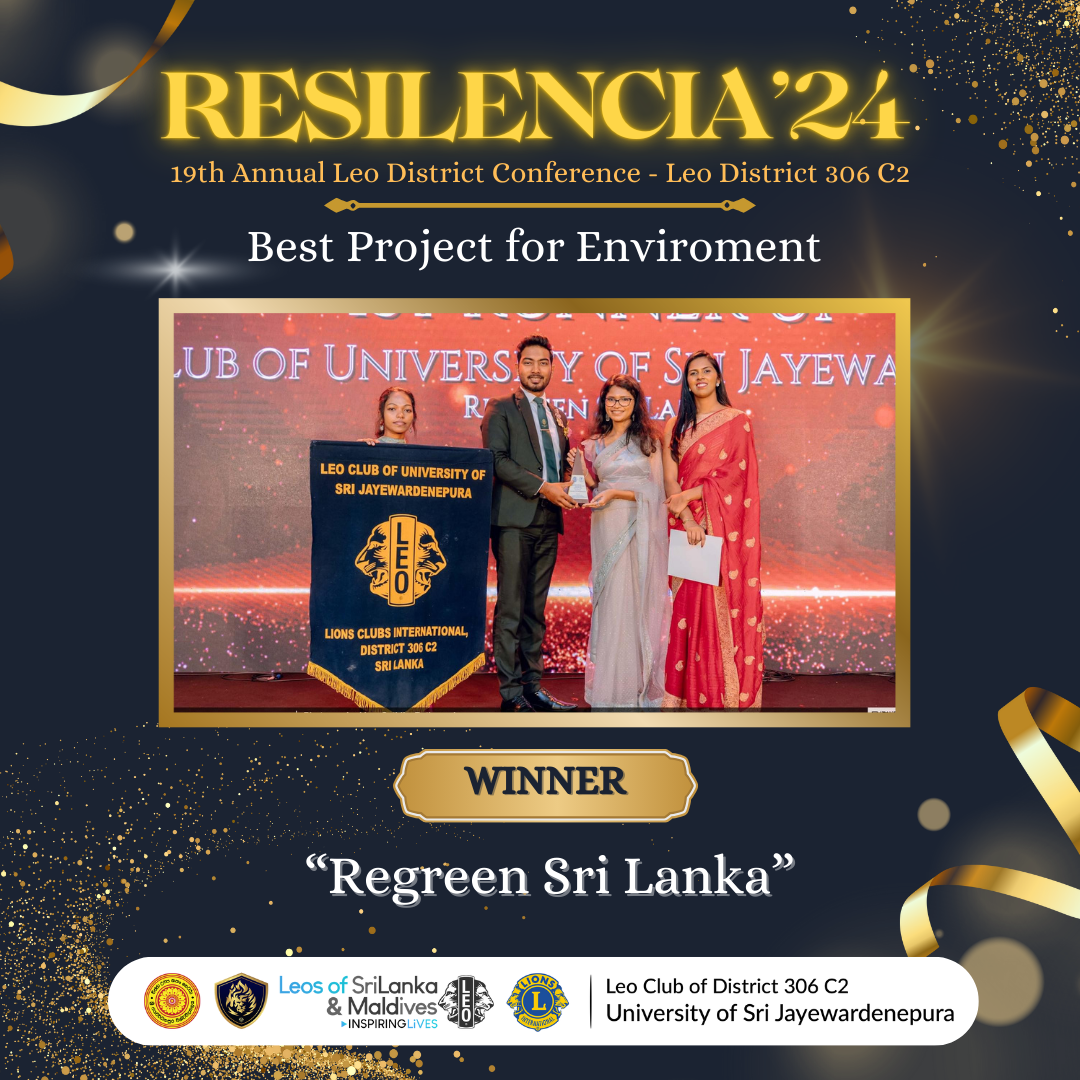 RESILENCIA'24
19th Annual Leo District Conference - Leo District 306 C2
Best Project for Enviroment
LUB OF UNIVERSITY OF SRI JAYEWA
LEO CLUB OF UNIVERSITY OF
SRI JAYEWARDENEPURA
LEO
LIONS CLUBS INTERNATIONAL,
DISTRICT 306 C2
SRI LANKA
WINNER
“Regreen Sri Lanka”
Leos of SriLanka
& Maldives
INSPIRING LIVES
LEO
LIONS
L
INTERNATIONAL
Leo Club of District 306 C2
University of Sri Jayewardenepura